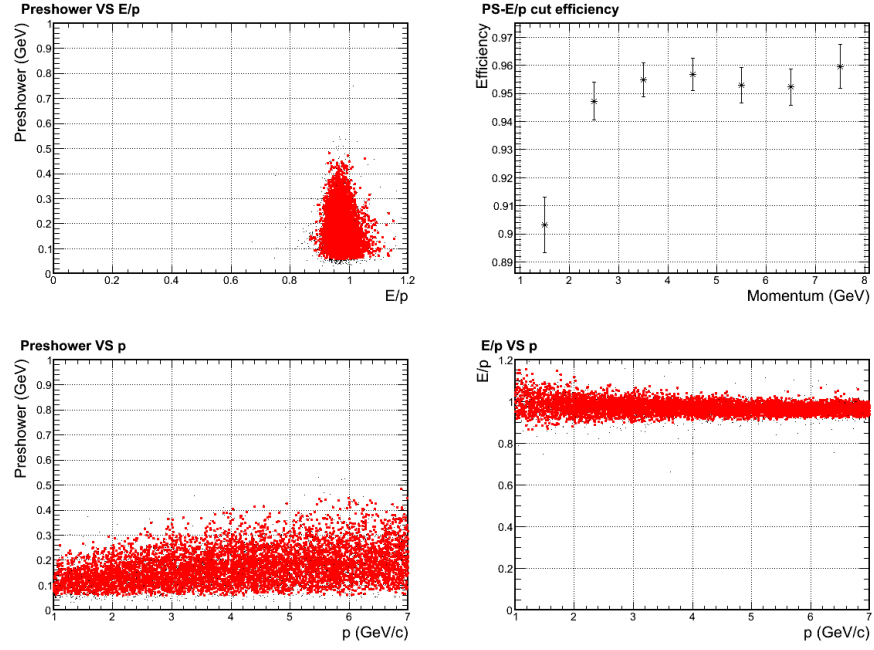 Preshower VS E/p
Preshower (GeV)
1
0.9
0.8
0.7
0.6
0.5
0.4
0.3
0.2
0.1
0
0 0.2 0.4 0.6 0.8 1 1.2
E/p
PS-E/p cut efficiency
Efficiency
0.97
0.96
0.95
0.94
0.93
0.92
0.91
0.9
0.89
1 2 3 4 5 6 7 8
Momentum (GeV)
Preshower VS p
Preshower (GeV)
1
0.9
0.8
0.7
0.6
0.5
0.4
0.3
0.2
0.1
0
1 2 3 4 5 6 7
p (GeV/c)
E/p VS p
E/p
1.2
1
0.8
0.6
0.4
0.2
0
1 2 3 4 5 6 7
p (GeV/c)